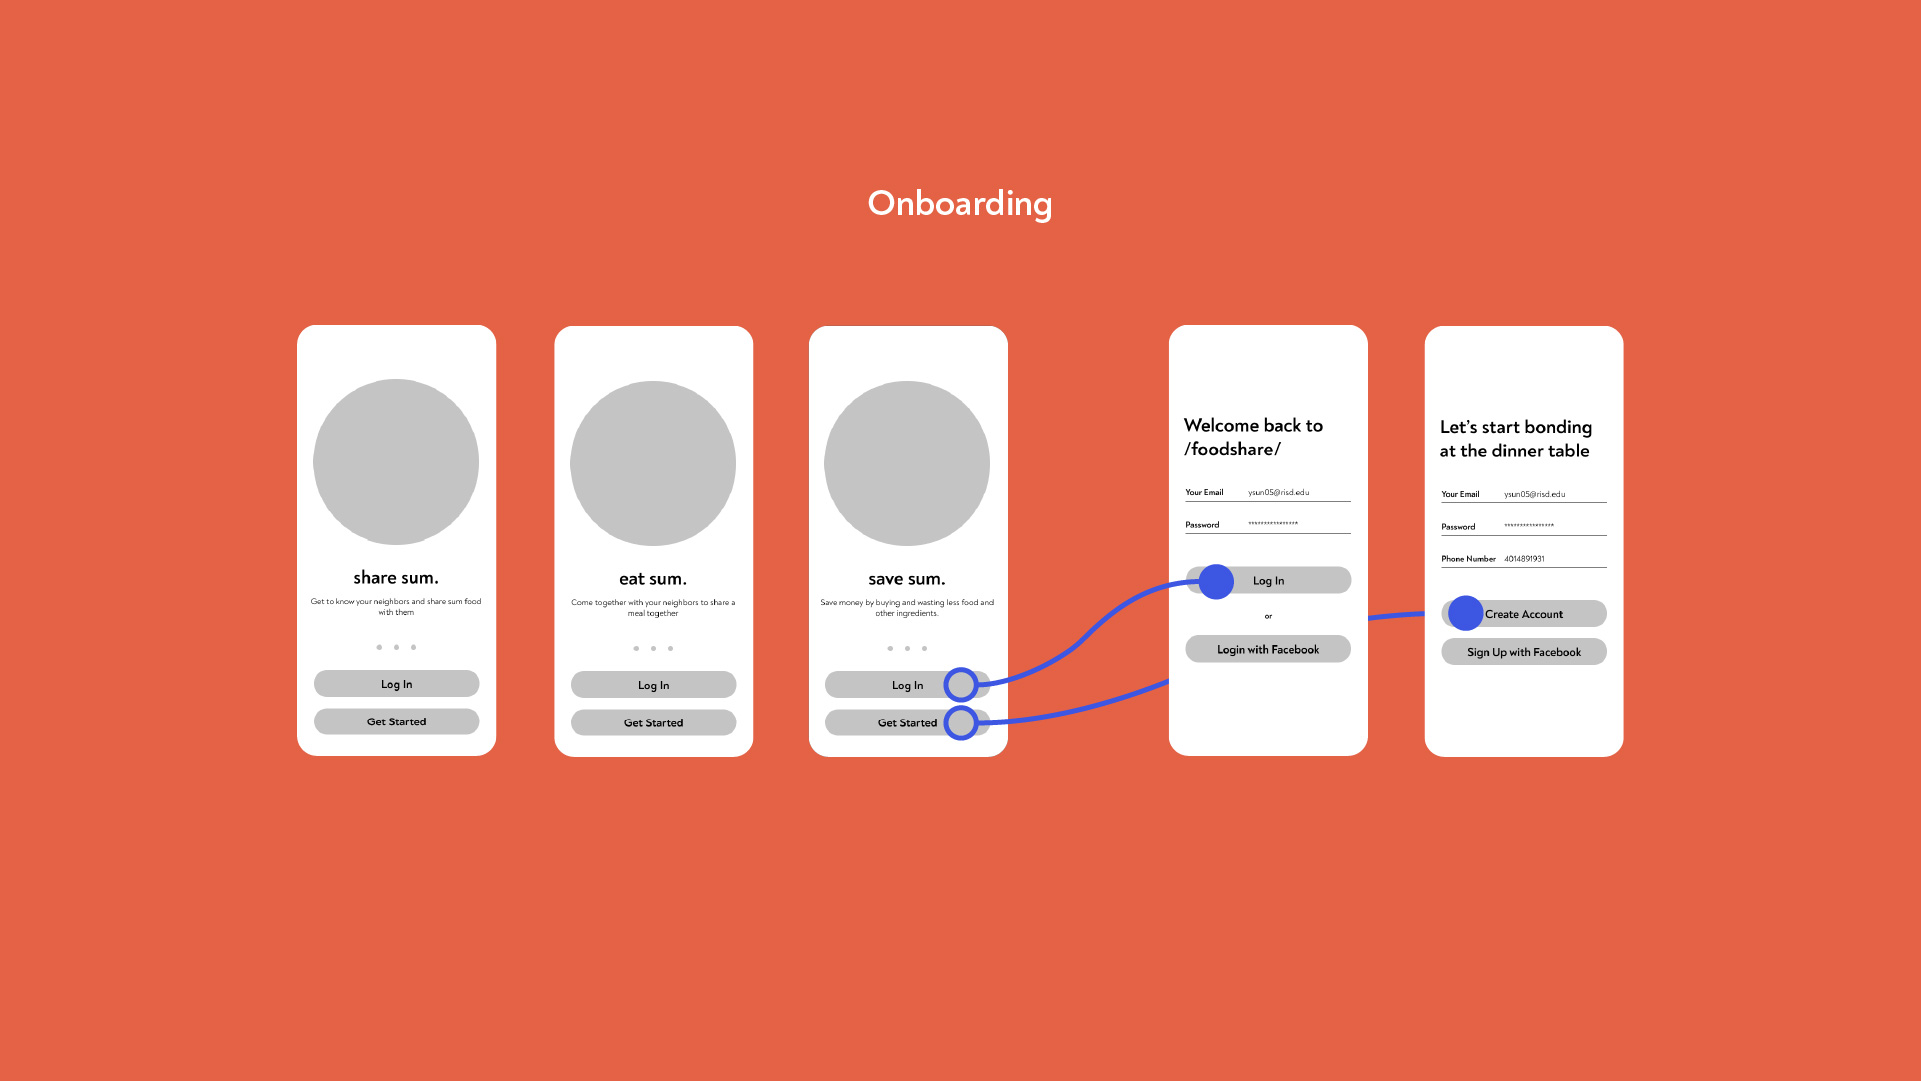 Onboarding
share sum.
Get to know your neighbors and share sum food
with them
Log In
Get Started
eat sum.
Come together with your neighbors to share a
meal together
Log In
Get Started
save sum.
Save money by buying and wasting less food and
other ingredients.
Log In
Get Started
Welcome back to
/foodshare/
Your Email ysun05@risd.edu
Password ****************
Log In
or
Login with Facebook
Let's start bonding
at the dinner table
Your Email ysun05@risd.edu
Password ****************
Phone Number 4014891931
Create Account
Sign Up with Facebook